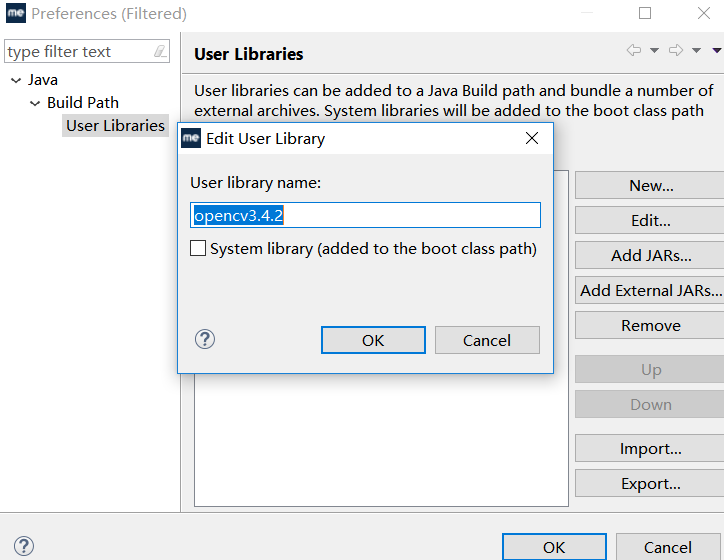 me Preferences (Filtered)
type filter text
Java
Build Path
User Libraries
User Libraries
User libraries can be added to a Java Build path and bundle a number of
external archives. System libraries will be added to the boot class path
me Edit User Library
User library name:
opencv3.4.2
System library (added to the boot class path)
?
OK
Cancel
New...
Edit...
Add JARs...
Add External JARs...
Remove
Up
Down
Import...
Export...
?
OK
Cancel